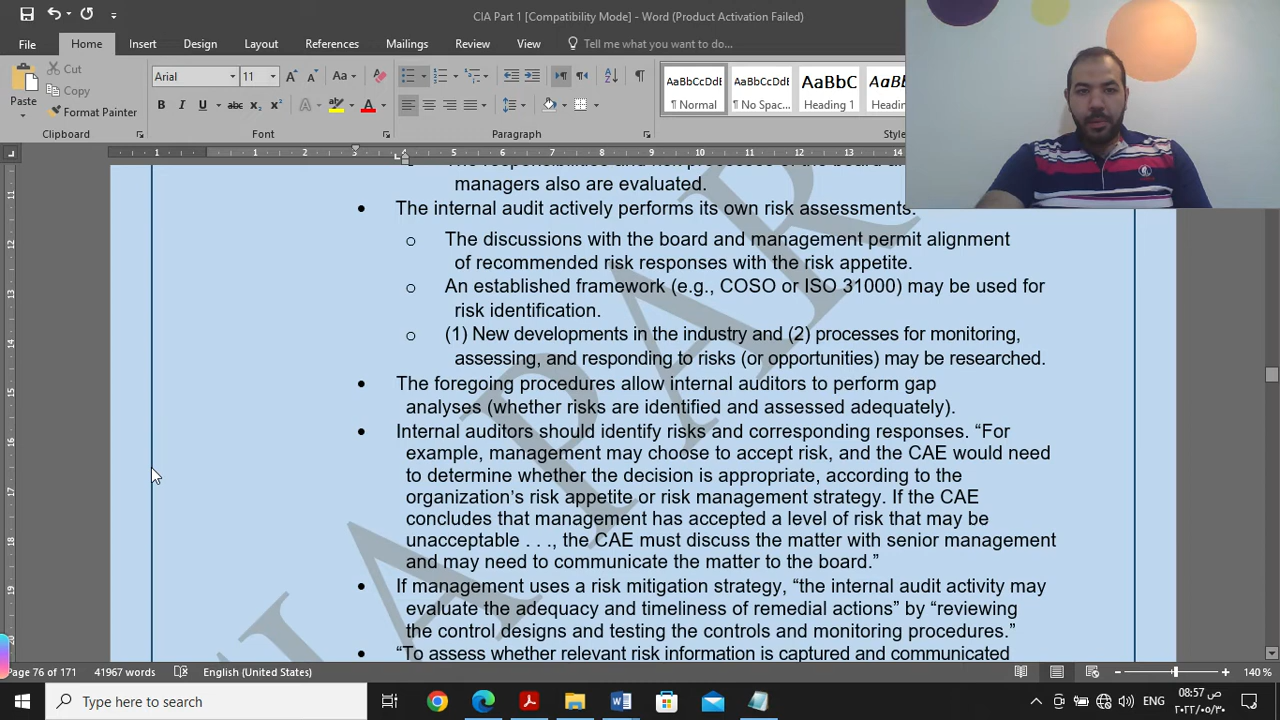 CIA Part 1 [Compatibility Mode] - Word (Product Activation Failed)
File Home Insert Design Layout References Mailings Review View Tell me what you want to do...
Cut
Copy
Paste
Format Painter
Clipboard
Arial 11
Font
Paragraph
AaBbCcDdE AaBbCcDdE AaBbC
¶ Normal ¶ No Spac... Heading
managers also are evaluated.
• The internal audit actively performs its own risk assessments.
o The discussions with the board and management permit alignment
of recommended risk responses with the risk appetite.
o An established framework (e.g., COSO or ISO 31000) may be used for
risk identification.
o (1) New developments in the industry and (2) processes for monitoring,
assessing, and responding to risks (or opportunities) may be researched.
• The foregoing procedures allow internal auditors to perform gap
analyses (whether risks are identified and assessed adequately).
• Internal auditors should identify risks and corresponding responses. “For
example, management may choose to accept risk, and the CAE would need
to determine whether the decision is appropriate, according to the
organization’s risk appetite or risk management strategy. If the CAE
concludes that management has accepted a level of risk that may be
unacceptable . . ., the CAE must discuss the matter with senior management
and may need to communicate the matter to the board.”
• If management uses a risk mitigation strategy, “the internal audit activity may
evaluate the adequacy and timeliness of remedial actions” by “reviewing
the control designs and testing the controls and monitoring procedures.”
• “To assess whether relevant risk information is captured and communicated
Page 76 of 171 41967 words English (United States) 140 %
Type here to search
ENG
08:57 ص
٢٠٢٢/٠٥/٣٠